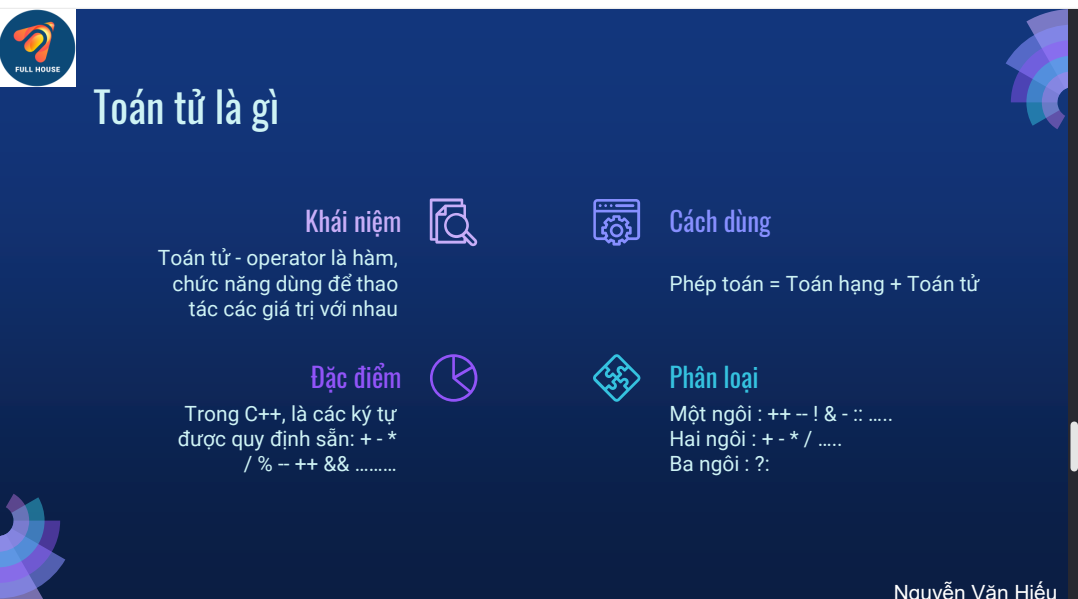 FULL HOUSE
Toán tử là gì
Khái niệm
Toán tử - operator là hàm,
chức năng dùng để thao
tác các giá trị với nhau
Cách dùng
Phép toán = Toán hạng + Toán tử
Đặc điểm
Trong C++, là các ký tự
được quy định sẵn: + - *
/ % -- ++ && .........
Phân loại
Một ngôi : ++ -- ! & - :: .....
Hai ngôi : + - * / .....
Ba ngôi : ?:
Nguyễn Văn Hiếu